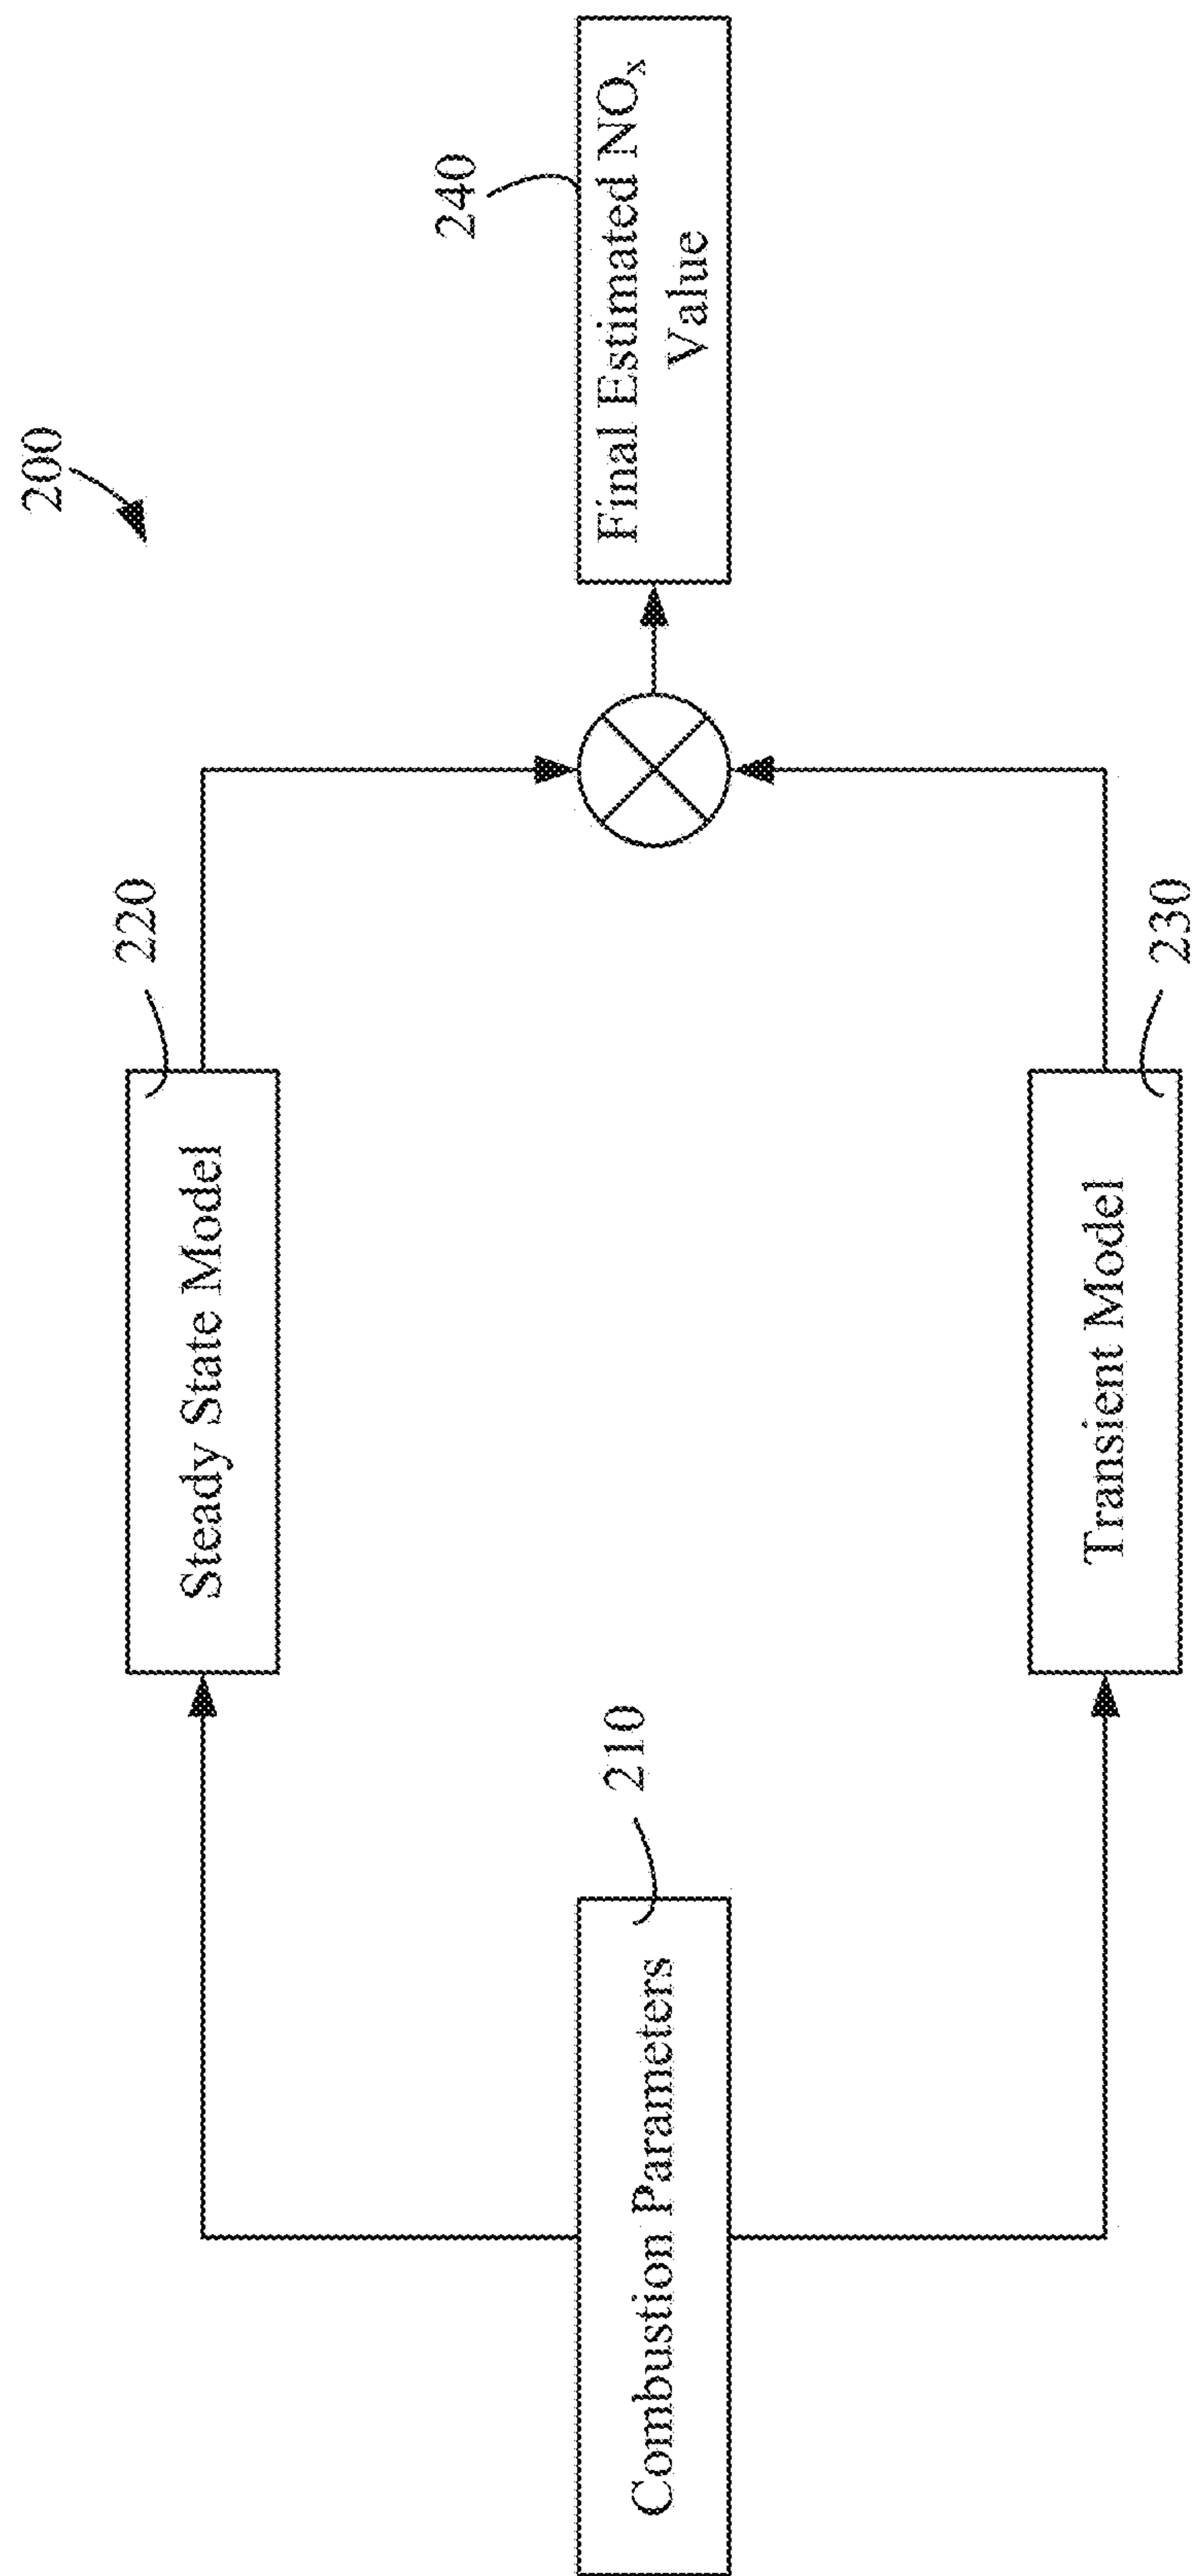 200
220
Steady State Model
210
Combustion Parameters
240
Final Estimated NOx
Value
Transient Model
230